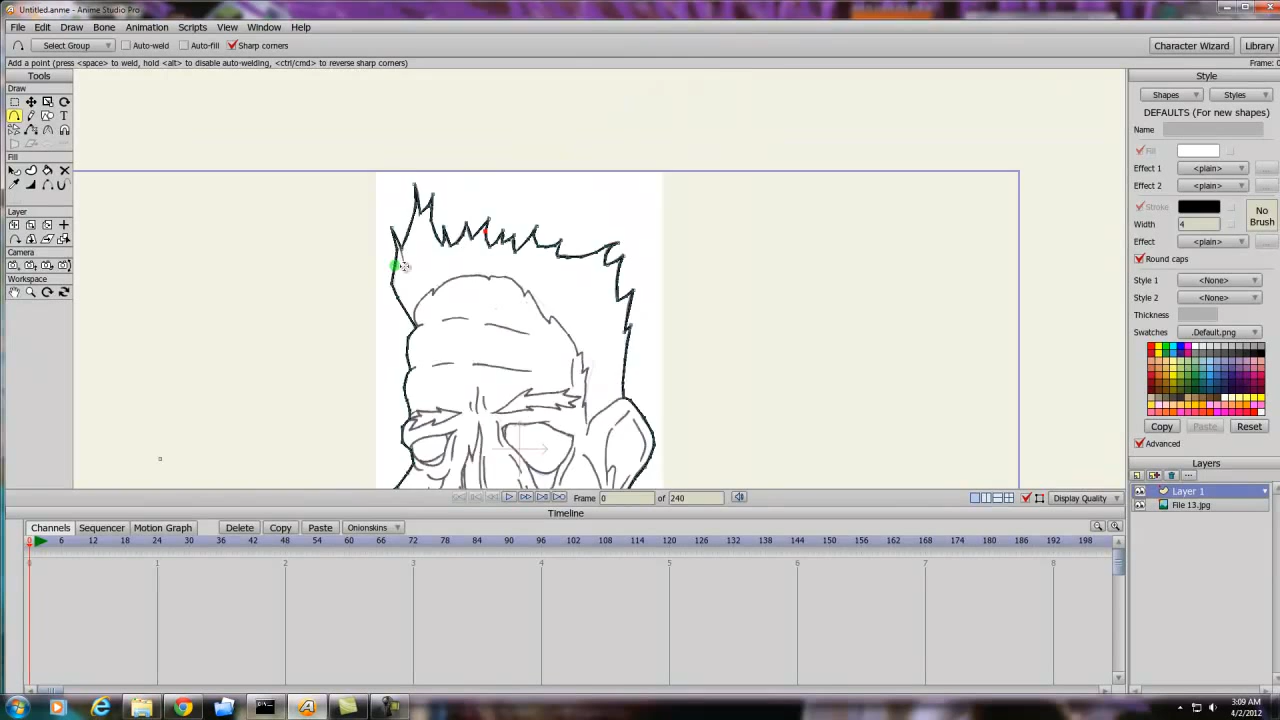 Untitled.anme - Anime Studio Pro
File Edit Draw Bone Animation Scripts View Window Help
Select Group Auto-weld Auto-fill Sharp corners Character Wizard Library
Add a point (press <space> to weld, hold <alt> to disable auto-welding, <ctrl/cmd> to reverse sharp corners) Frame: 0
Tools
Draw
T
Fill
Layer
Camera
Workspace
Style
Shapes Styles
DEFAULTS (For new shapes)
Name
Fill
Effect 1 <plain>
Effect 2 <plain>
Stroke No
Brush
Width 4
Effect <plain>
Round caps
Style 1 <None>
Style 2 <None>
Thickness
Swatches .Default.png
Copy Paste Reset
Advanced
Layers
Layer 1
File 13.jpg
Frame 0 of 240 Display Quality
Timeline
Channels Sequencer Motion Graph Delete Copy Paste Onionskins
0 6 12 18 24 30 36 42 48 54 60 66 72 78 84 90 96 102 108 114 120 126 132 138 144 150 156 162 168 174 180 186 192 198
0 1 2 3 4 5 6 7 8
3:09 AM
4/2/2012